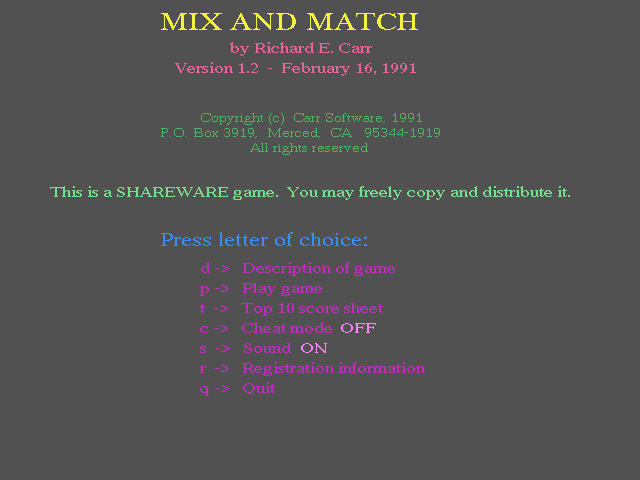 MIX AND MATCH
by Richard E. Carr
Version 1.2 - February 16, 1991
Copyright (c) Carr Software, 1991
P.O. Box 3919, Merced, CA 95344-1919
All rights reserved
This is a SHAREWARE game. You may freely copy and distribute it.
Press letter of choice:
d -> Description of game
p -> Play game
t -> Top 10 score sheet
c -> Cheat mode OFF
s -> Sound ON
r -> Registration information
q -> Quit